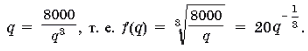 q = 8000/q³, т. е. f(q) = ∛(8000/q) = 20q^(-1/3).